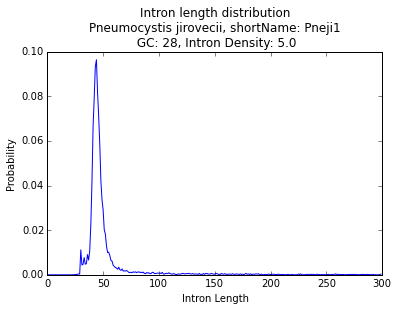 Intron length distribution
Pneumocystis jirovecii, shortName: Pneji1
GC: 28, Intron Density: 5.0
0.10
0.08
0.06
0.04
0.02
0.00
Probability
0 50 100 150 200 250 300
Intron Length